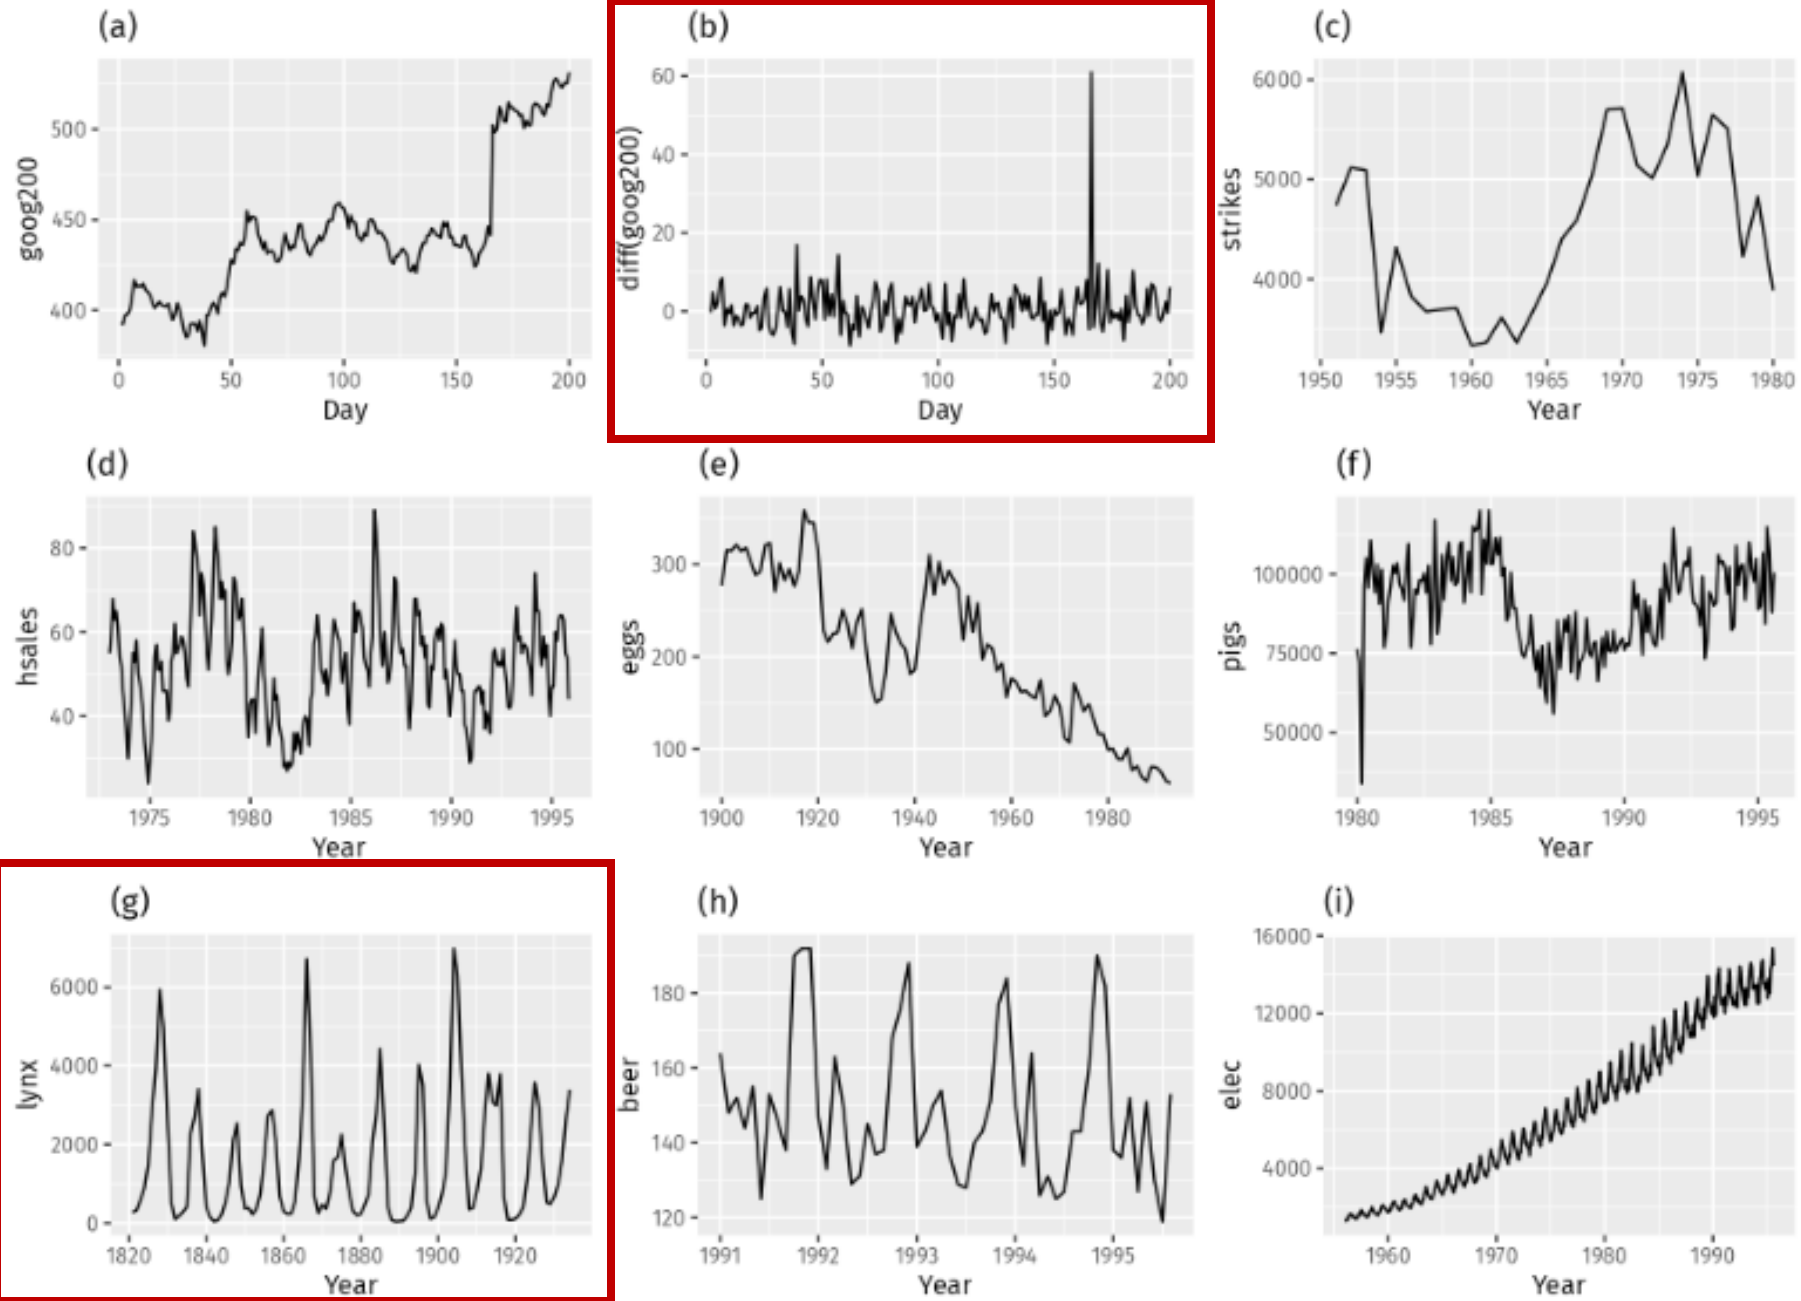 (a)
goog200
500
450
400
0 50 100 150 200
Day
(b)
diff(goog200)
60
40
20
0
0 50 100 150 200
Day
(c)
strikes
6000
5000
4000
1950 1955 1960 1965 1970 1975 1980
Year
(d)
hsales
80
60
40
1975 1980 1985 1990 1995
Year
(e)
eggs
300
200
100
1900 1920 1940 1960 1980
Year
(f)
pigs
100000
75000
50000
1980 1985 1990 1995
Year
(g)
lynx
6000
4000
2000
0
1820 1840 1860 1880 1900 1920
Year
(h)
beer
180
160
140
120
1991 1992 1993 1994 1995
Year
(i)
elec
16000
12000
8000
4000
1960 1970 1980 1990
Year